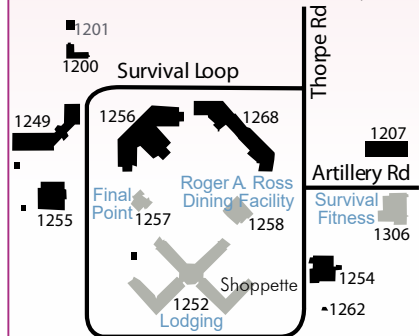 1201
1200
Thorpe Rd
Survival Loop
1249
1256
1268
1207
Artillery Rd
Final
Point
1257
Roger A. Ross
Dining Facility
1258
Survival
Fitness
1306
1255
Shoppette
1254
1252
Lodging
1262